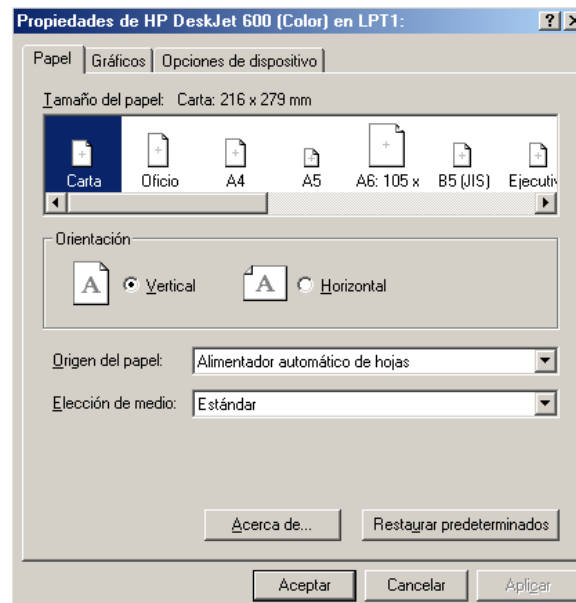 Propiedades de HP DeskJet 600 (Color) en LPT1:
Papel Gráficos Opciones de dispositivo
Tamaño del papel: Carta: 216 x 279 mm
Carta Oficio A4 A5 A6: 105 x B5 (JIS) Ejecutiv
Orientación
A Vertical A Horizontal
Origen del papel: Alimentador automático de hojas
Elección de medio: Estándar
Acerca de... Restaurar predeterminados
Aceptar Cancelar Aplicar